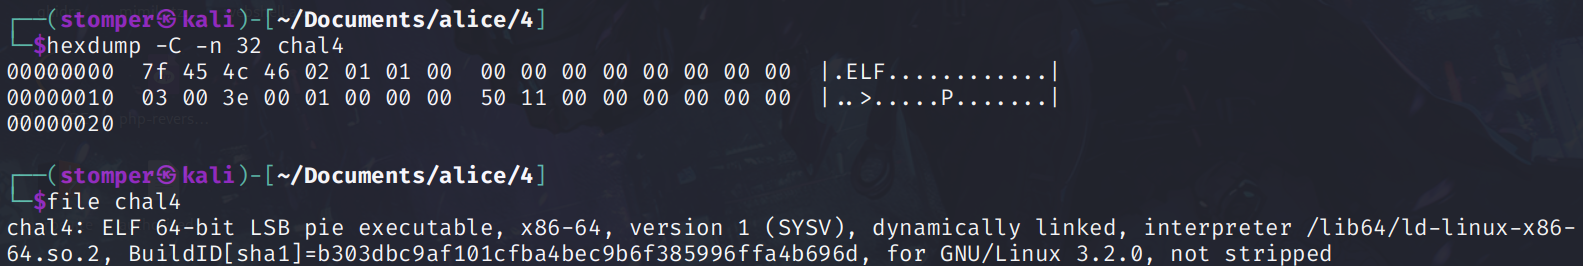 ┌──(stomper㉿kali)-[~/Documents/alice/4]
└─$hexdump -C -n 32 chal4
00000000  7f 45 4c 46 02 01 01 00  00 00 00 00 00 00 00 00  |.ELF............|
00000010  03 00 3e 00 01 00 00 00  50 11 00 00 00 00 00 00  |..>.....P.......|
00000020
┌──(stomper㉿kali)-[~/Documents/alice/4]
└─$file chal4
chal4: ELF 64-bit LSB pie executable, x86-64, version 1 (SYSV), dynamically linked, interpreter /lib64/ld-linux-x86-
64.so.2, BuildID[sha1]=b303dbc9af101cfba4bec9b6f385996ffa4b696d, for GNU/Linux 3.2.0, not stripped